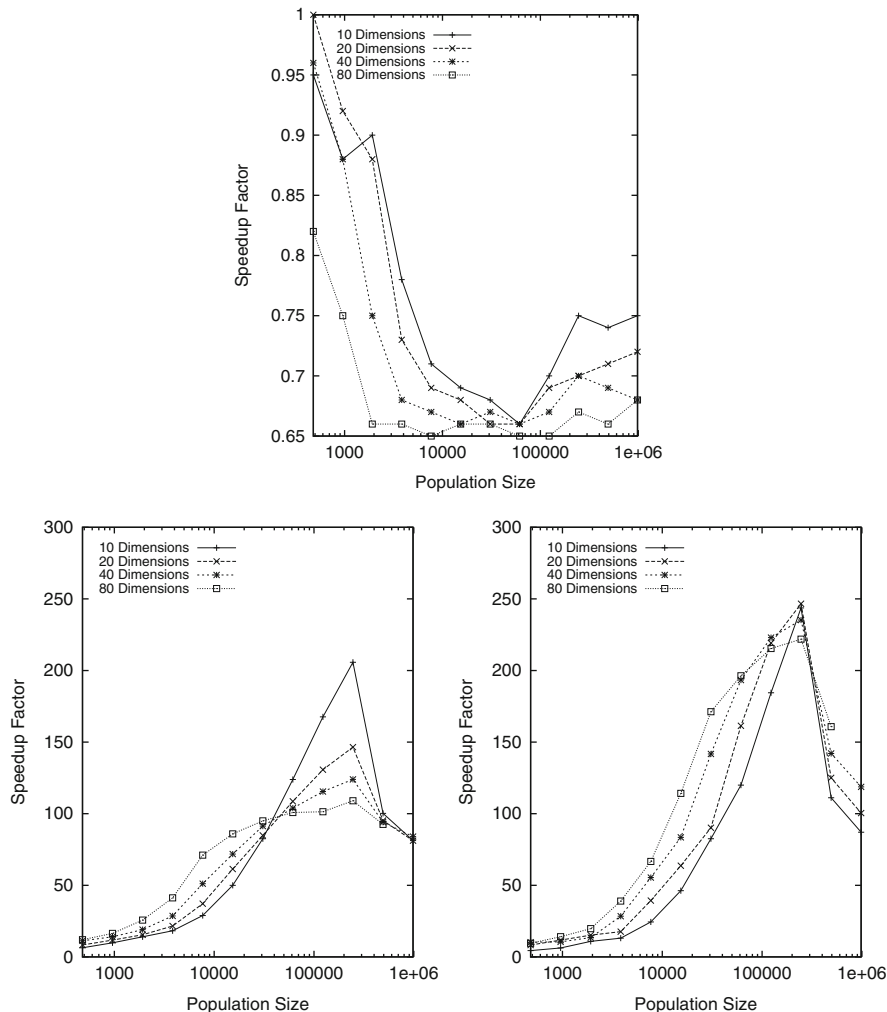 1
0.95
0.9
0.85
0.8
0.75
0.7
0.65
Speedup Factor
10 Dimensions
20 Dimensions
40 Dimensions
80 Dimensions
1000
10000
100000
1e+06
Population Size
300
250
200
150
100
50
0
Speedup Factor
10 Dimensions
20 Dimensions
40 Dimensions
80 Dimensions
1000
10000
100000
1e+06
Population Size
300
250
200
150
100
50
0
Speedup Factor
10 Dimensions
20 Dimensions
40 Dimensions
80 Dimensions
1000
10000
100000
1e+06
Population Size